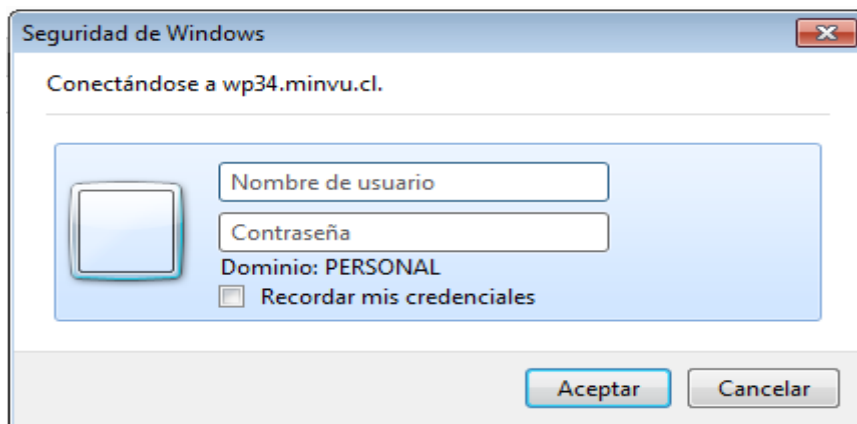 Seguridad de Windows
Conectándose a wp34.minvu.cl.
Nombre de usuario
Contraseña
Dominio: PERSONAL
Recordar mis credenciales
Aceptar
Cancelar